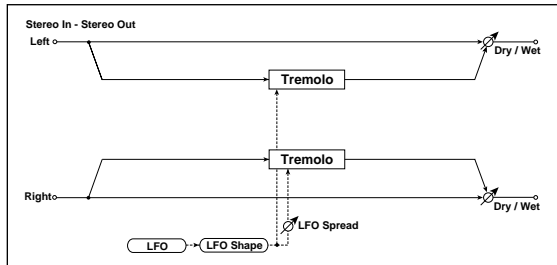 Stereo In - Stereo Out
Left
Dry / Wet
Tremolo
Tremolo
Right
Dry / Wet
LFO Spread
LFO
LFO Shape